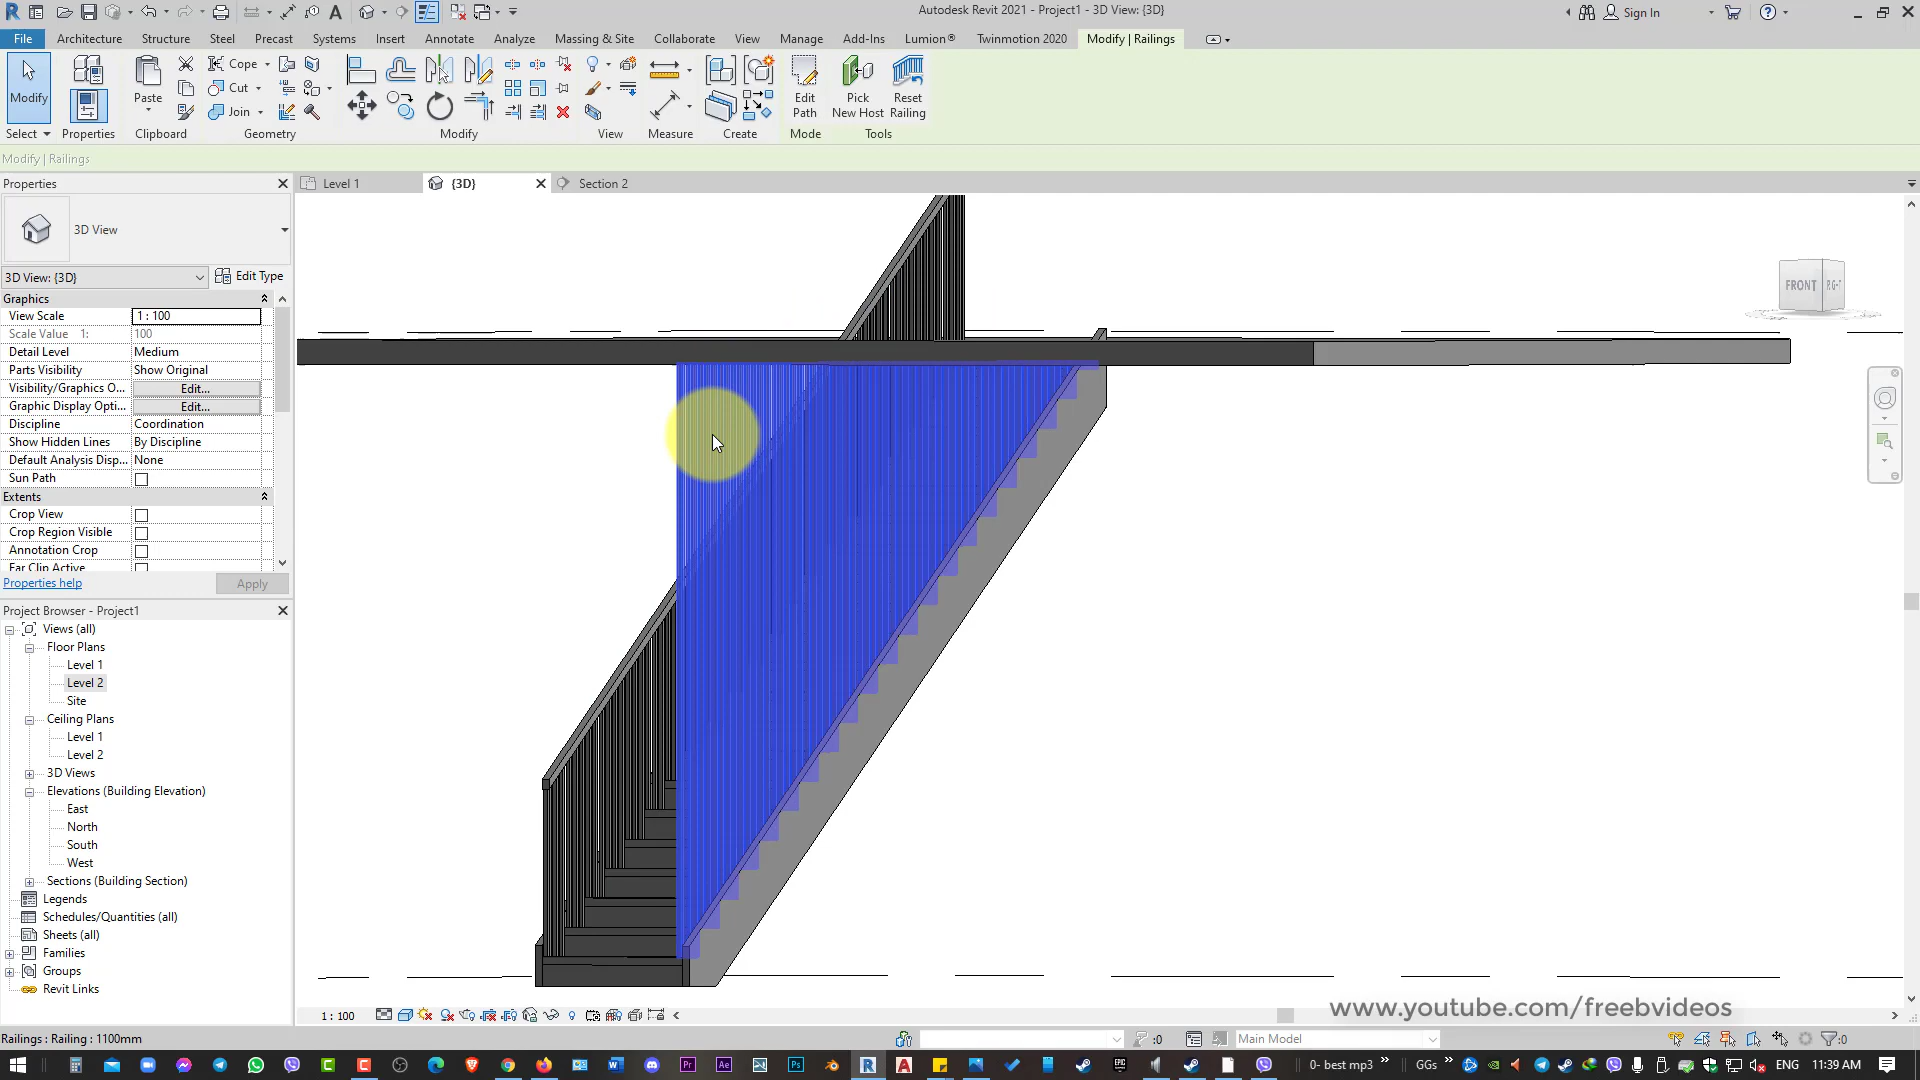 Autodesk Revit 2021 - Project1 - 3D View: {3D}
Sign In
File Architecture Structure Steel Precast Systems Insert Annotate Analyze Massing & Site Collaborate View Manage Add-Ins Lumion® Twinmotion 2020 Modify | Railings
Modify
Paste
Cope
Cut
Join
Edit Path
Pick New Host
Reset Railing
Select Properties Clipboard Geometry Modify View Measure Create Mode Tools
Modify | Railings
Properties
Level 1
{3D}
Section 2
3D View
3D View: {3D}
Edit Type
Graphics
View Scale 1 : 100
Scale Value 1: 100
Detail Level Medium
Parts Visibility Show Original
Visibility/Graphics O... Edit...
Graphic Display Opti... Edit...
Discipline Coordination
Show Hidden Lines By Discipline
Default Analysis Disp... None
Sun Path
Extents
Crop View
Crop Region Visible
Annotation Crop
Far Clip Active
Properties help
Apply
FRONT
Project Browser - Project1
Views (all)
Floor Plans
Level 1
Level 2
Site
Ceiling Plans
Level 1
Level 2
3D Views
Elevations (Building Elevation)
East
North
South
West
Sections (Building Section)
Legends
Schedules/Quantities (all)
Sheets (all)
Families
Groups
Revit Links
1 : 100
www.youtube.com/freebvideos
Railings : Railing : 1100mm
:0
Main Model
:0
0- best mp3
GGs
ENG
11:39 AM